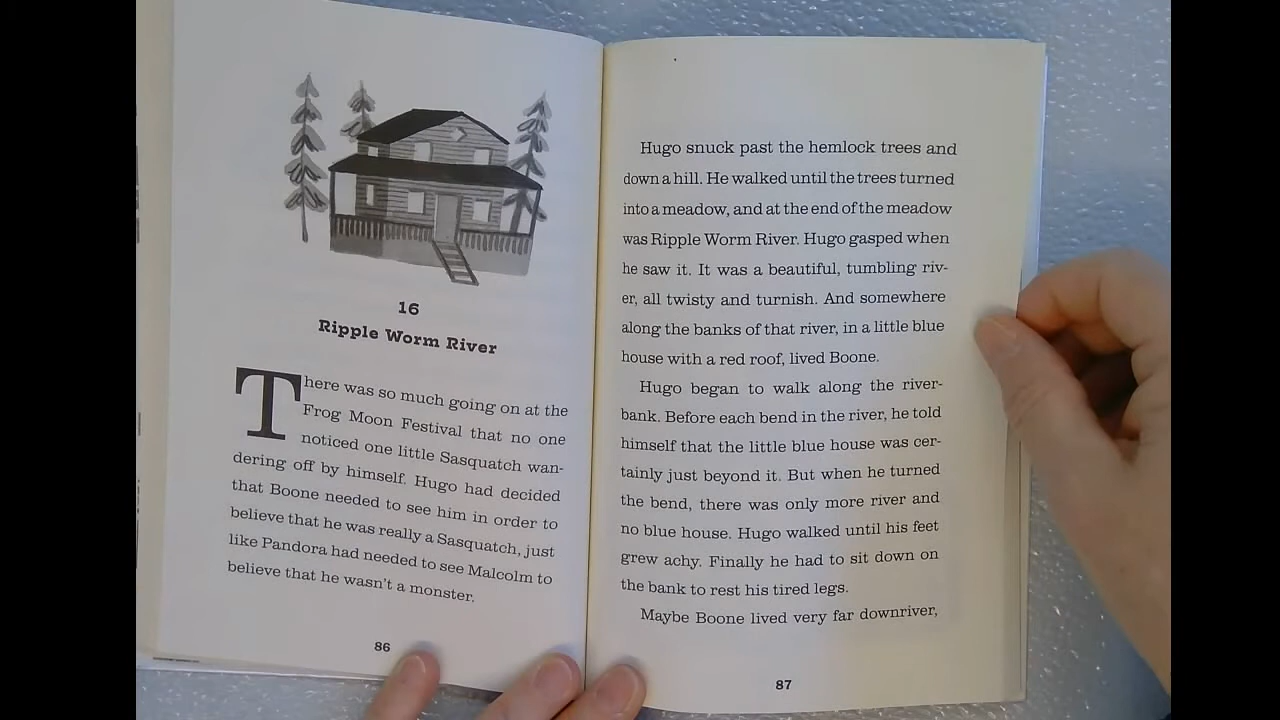 16
Ripple Worm River
There was so much going on at the
Frog Moon Festival that no one
noticed one little Sasquatch wan-
dering off by himself. Hugo had decided
that Boone needed to see him in order to
believe that he was really a Sasquatch, just
like Pandora had needed to see Malcolm to
believe that he wasn't a monster.
86
Hugo snuck past the hemlock trees and
down a hill. He walked until the trees turned
into a meadow, and at the end of the meadow
was Ripple Worm River. Hugo gasped when
he saw it. It was a beautiful, tumbling riv-
er, all twisty and turnish. And somewhere
along the banks of that river, in a little blue
house with a red roof, lived Boone.
Hugo began to walk along the river-
bank. Before each bend in the river, he told
himself that the little blue house was cer-
tainly just beyond it. But when he turned
the bend, there was only more river and
no blue house. Hugo walked until his feet
grew achy. Finally he had to sit down on
the bank to rest his tired legs.
Maybe Boone lived very far downriver,
87